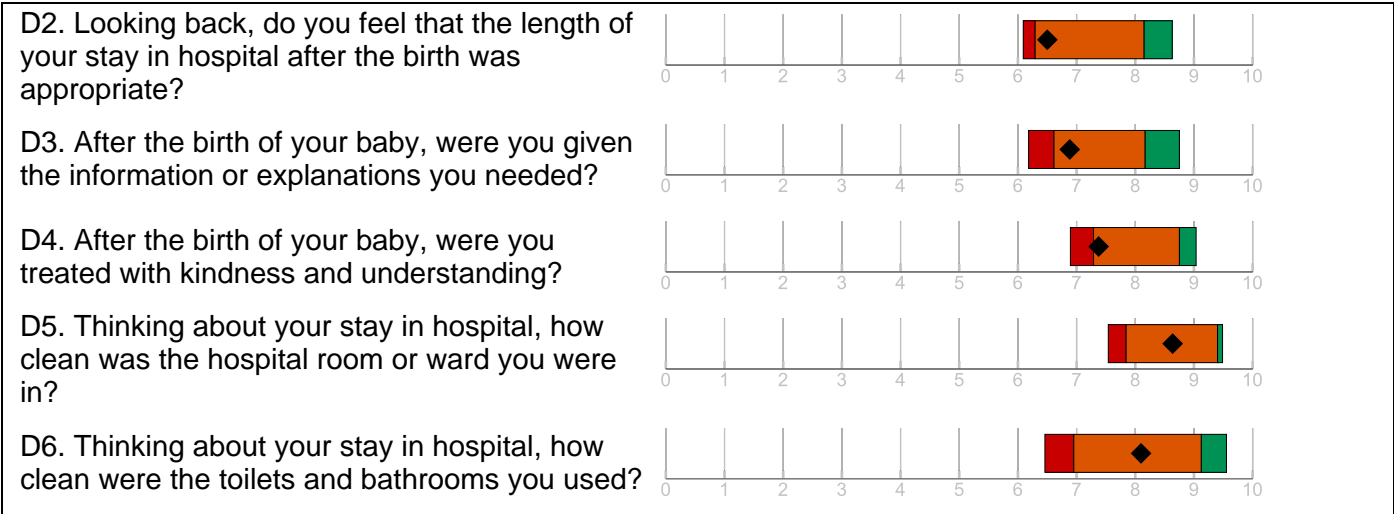 D2. Looking back, do you feel that the length of
your stay in hospital after the birth was
appropriate?
0 1 2 3 4 5 6 7 8 9 10
D3. After the birth of your baby, were you given
the information or explanations you needed?
0 1 2 3 4 5 6 7 8 9 10
D4. After the birth of your baby, were you
treated with kindness and understanding?
0 1 2 3 4 5 6 7 8 9 10
D5. Thinking about your stay in hospital, how
clean was the hospital room or ward you were
in?
0 1 2 3 4 5 6 7 8 9 10
D6. Thinking about your stay in hospital, how
clean were the toilets and bathrooms you used?
0 1 2 3 4 5 6 7 8 9 10